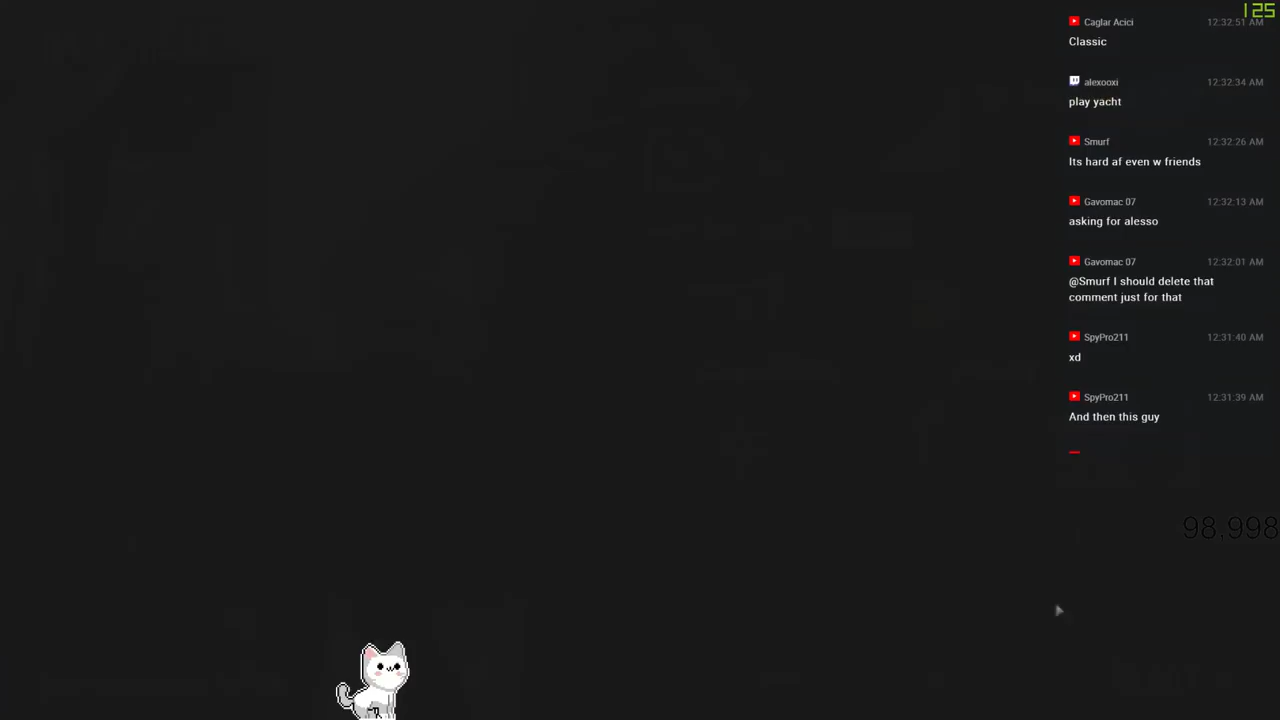 125
Caglar Acici 12:32:51 AM
Classic
alexooxi 12:32:34 AM
play yacht
Smurf 12:32:26 AM
Its hard af even w friends
Gavomac 07 12:32:13 AM
asking for alesso
Gavomac 07 12:32:01 AM
@Smurf I should delete that
comment just for that
SpyPro211 12:31:40 AM
xd
SpyPro211 12:31:39 AM
And then this guy
98,998